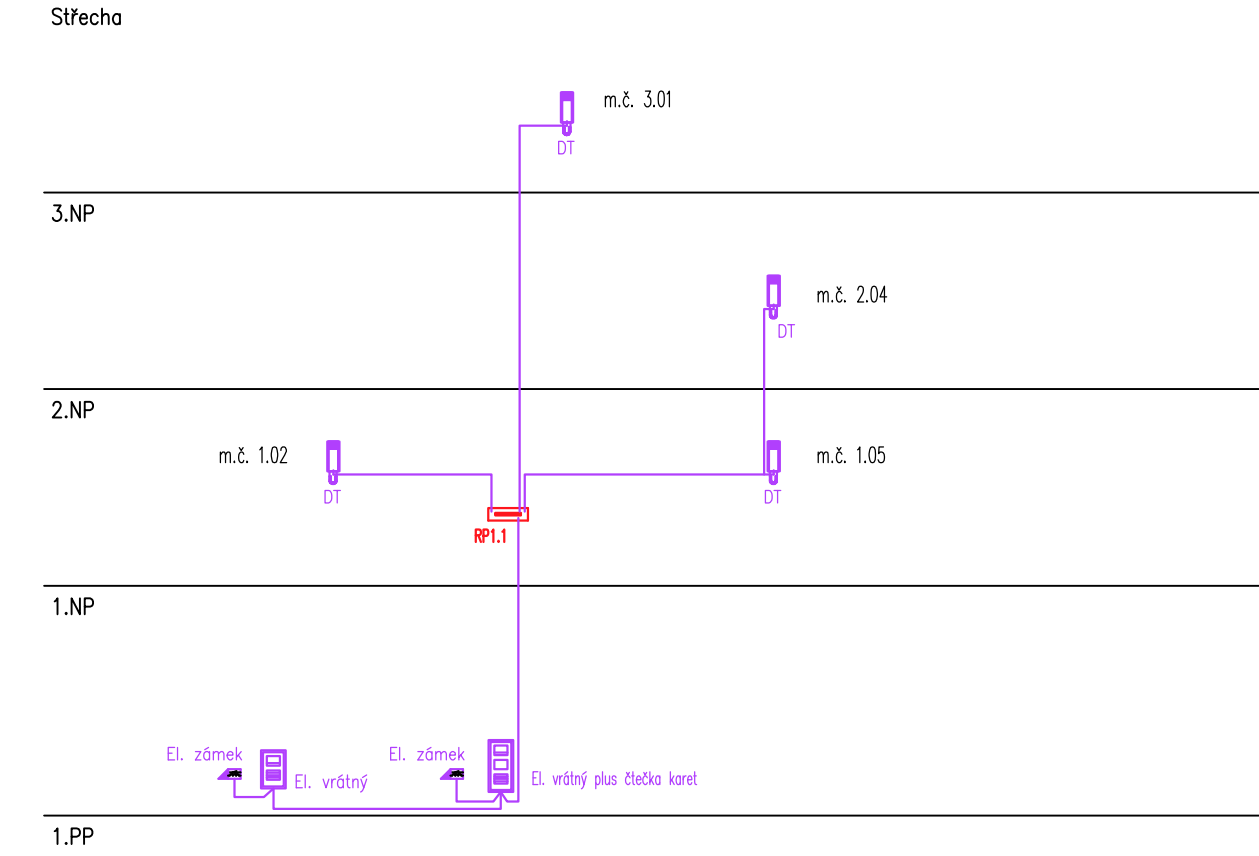 Střecha
m.č. 3.01
DT
3.NP
m.č. 2.04
DT
2.NP
m.č. 1.02
m.č. 1.05
DT
DT
RP1.1
1.NP
El. zámek
El. zámek
El. vrátný
El. vrátný plus čtečka karet
1.PP